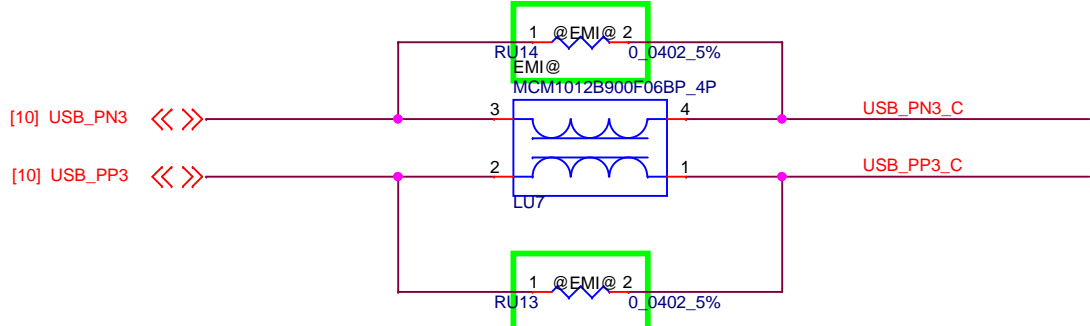 1 @EMI@ 2
RU14 0_0402_5%
EMI@
MCM1012B900F06BP_4P
[10] USB_PN3 3 4 USB_PN3_C
[10] USB_PP3 2 1 USB_PP3_C
LU7
1 @EMI@ 2
RU13 0_0402_5%